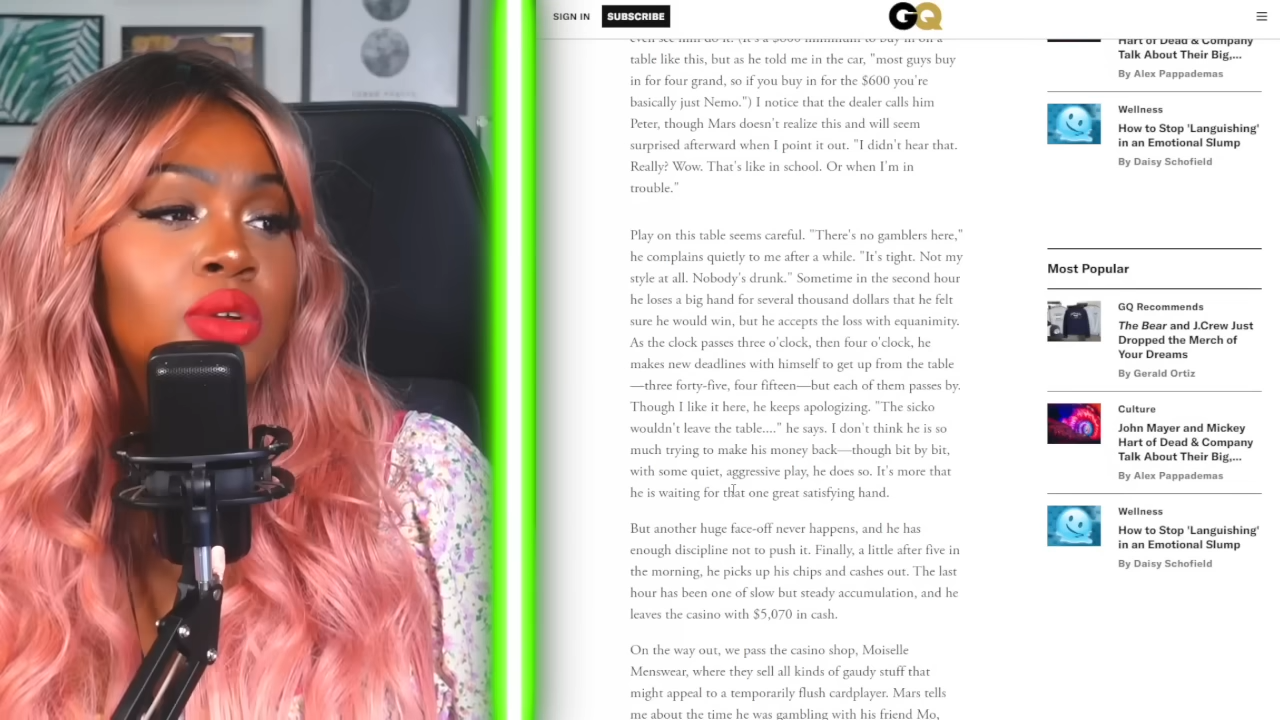 SIGN IN
SUBSCRIBE
GQ
even see him do it. (It's a $600 minimum to buy in on a
table like this, but as he told me in the car, "most guys buy
in for four grand, so if you buy in for the $600 you're
basically just Nemo.") I notice that the dealer calls him
Peter, though Mars doesn't realize this and will seem
surprised afterward when I point it out. "I didn't hear that.
Really? Wow. That's like in school. Or when I'm in
trouble."
Play on this table seems careful. "There's no gamblers here,"
he complains quietly to me after a while. "It's tight. Not my
style at all. Nobody's drunk." Sometime in the second hour
he loses a big hand for several thousand dollars that he felt
sure he would win, but he accepts the loss with equanimity.
As the clock passes three o'clock, then four o'clock, he
makes new deadlines with himself to get up from the table
—three forty-five, four fifteen—but each of them passes by.
Though I like it here, he keeps apologizing. "The sicko
wouldn't leave the table...." he says. I don't think he is so
much trying to make his money back—though bit by bit,
with some quiet, aggressive play, he does so. It's more that
he is waiting for that one great satisfying hand.
But another huge face-off never happens, and he has
enough discipline not to push it. Finally, a little after five in
the morning, he picks up his chips and cashes out. The last
hour has been one of slow but steady accumulation, and he
leaves the casino with $5,070 in cash.
On the way out, we pass the casino shop, Moiselle
Menswear, where they sell all kinds of gaudy stuff that
might appeal to a temporarily flush cardplayer. Mars tells
me about the time he was gambling with his friend Mo,
Hart of Dead & Company
Talk About Their Big,...
By Alex Pappademas
Wellness
How to Stop 'Languishing'
in an Emotional Slump
By Daisy Schofield
Most Popular
GQ Recommends
The Bear and J.Crew Just
Dropped the Merch of
Your Dreams
By Gerald Ortiz
Culture
John Mayer and Mickey
Hart of Dead & Company
Talk About Their Big,...
By Alex Pappademas
Wellness
How to Stop 'Languishing'
in an Emotional Slump
By Daisy Schofield